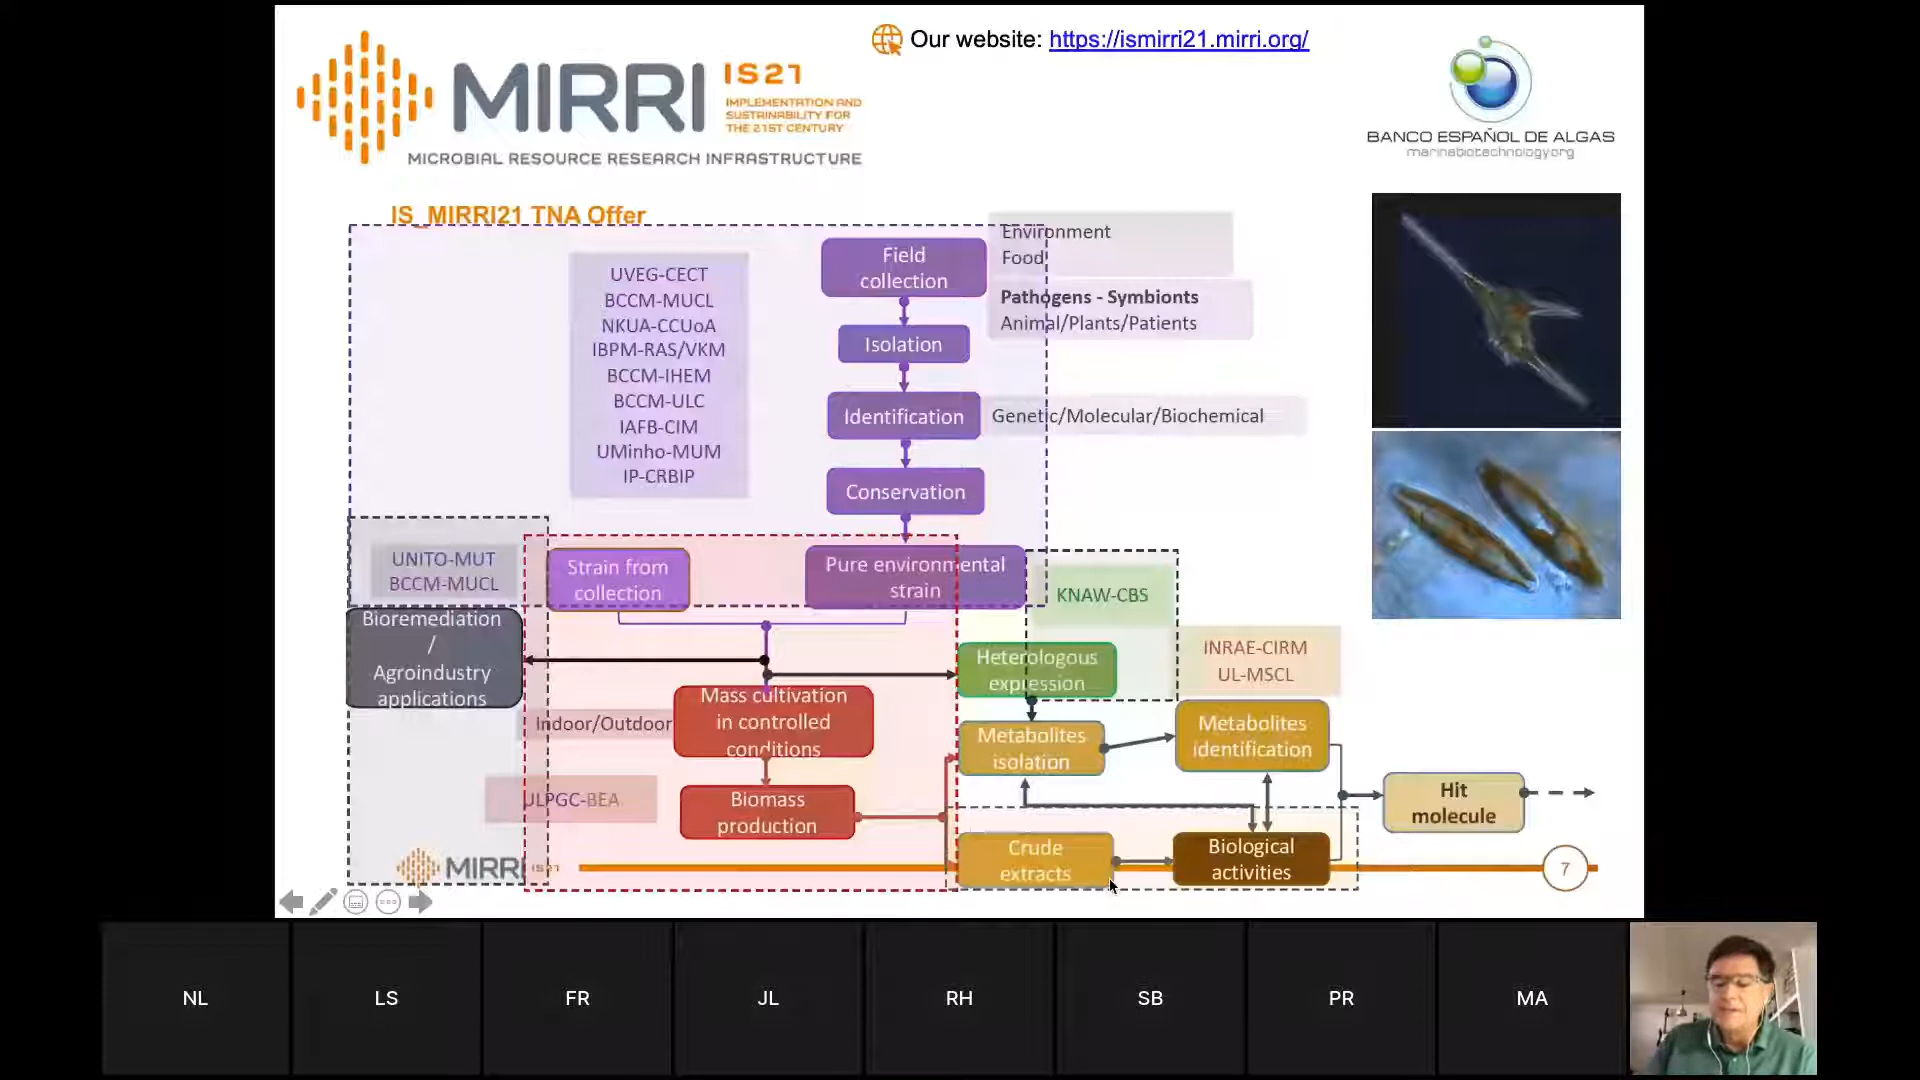 Our website: https://ismirri21.mirri.org/
MIRRI IS21
IMPLEMENTATION AND
SUSTAINABILITY FOR
THE 21ST CENTURY
MICROBIAL RESOURCE RESEARCH INFRASTRUCTURE
BANCO ESPAÑOL DE ALGAS
marinebiotechnology.org
IS_MIRRI21 TNA Offer
UVEG-CECT
BCCM-MUCL
NKUA-CCUoA
IBPM-RAS/VKM
BCCM-IHEM
BCCM-ULC
IAFB-CIM
UMinho-MUM
IP-CRBIP
Field
collection
Environment
Food
Pathogens - Symbionts
Animal/Plants/Patients
Isolation
Identification
Genetic/Molecular/Biochemical
Conservation
UNITO-MUT
BCCM-MUCL
Strain from
collection
Pure environmental
strain
KNAW-CBS
Bioremediation
/
Agroindustry
applications
Heterologous
expression
INRAE-CIRM
UL-MSCL
Indoor/Outdoor
Mass cultivation
in controlled
conditions
Metabolites
isolation
Metabolites
identification
ULPGC-BEA
Biomass
production
Hit
molecule
Crude
extracts
Biological
activities
MIRRI IS21
7
NL
LS
FR
JL
RH
SB
PR
MA